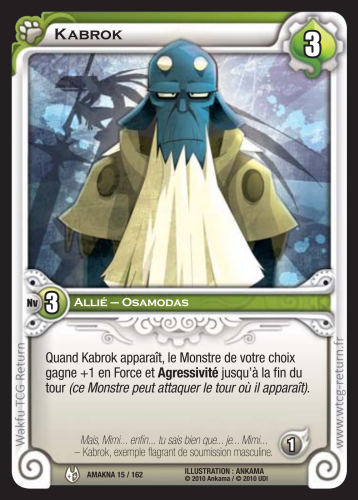 Kabrok
3
Nv 3 Allié – Osamodas
Quand Kabrok apparaît, le Monstre de votre choix
gagne +1 en Force et Agressivité jusqu'à la fin du
tour (ce Monstre peut attaquer le tour où il apparaît).
Mais, Mimi... enfin... tu sais bien que... je... Mimi...
– Kabrok, exemple flagrant de soumission masculine.
1
AMAKNA 15 / 162
ILLUSTRATION : ANKAMA
© 2010 Ankama / © 2010 UDI
Wakfu TCG Return
www.wtcg-return.fr